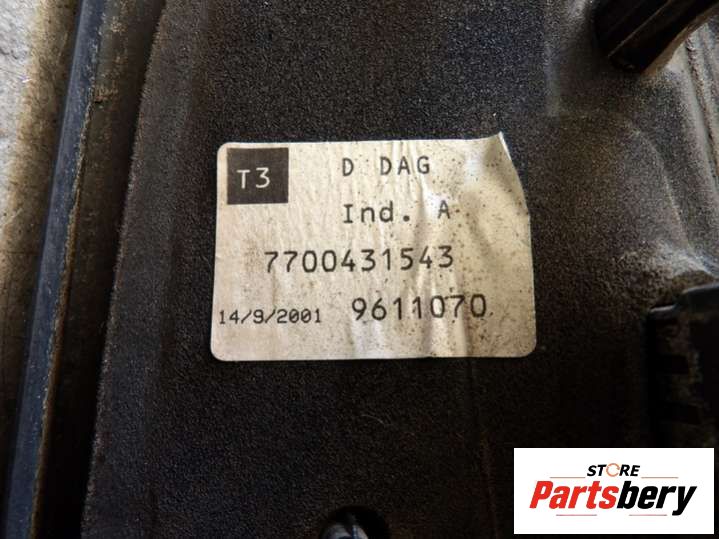 T3 D DAG
Ind. A
7700431543
14/9/2001 9611070
STORE
Partsbery